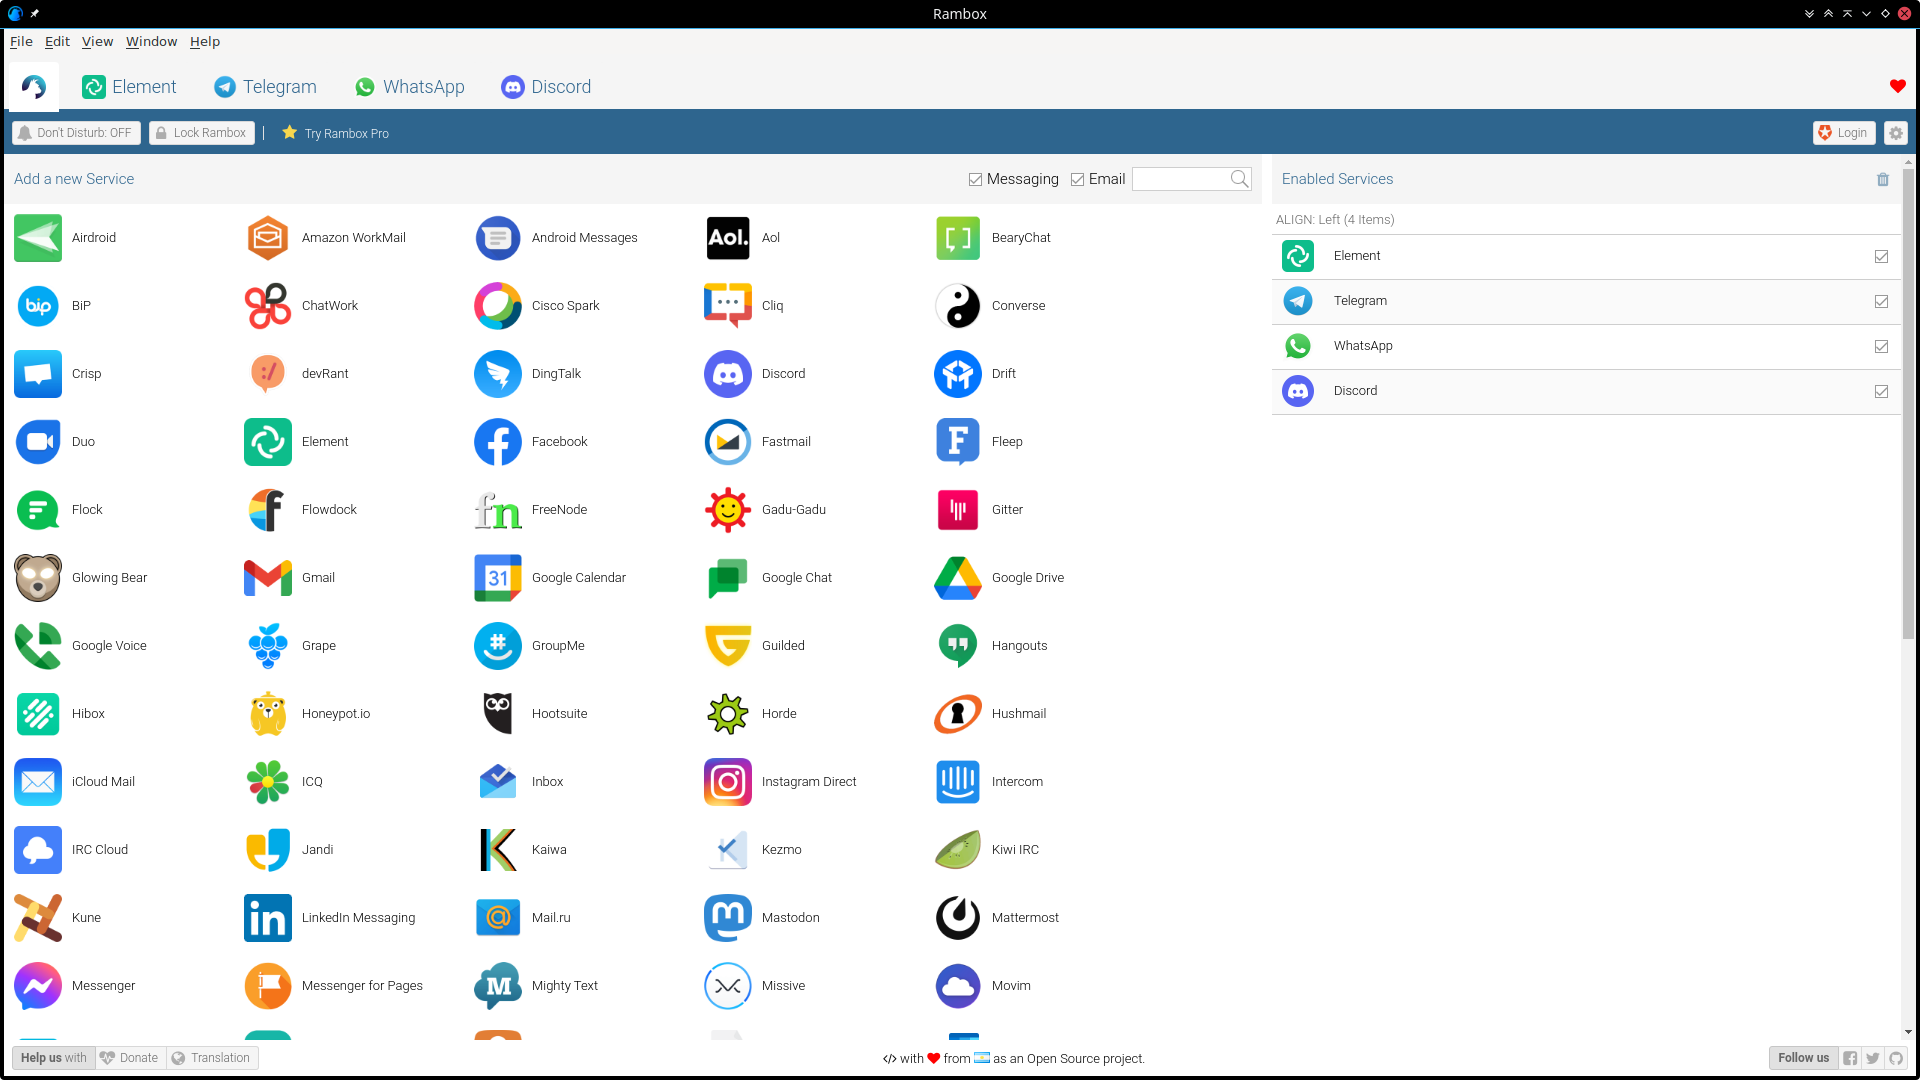 Rambox
File Edit View Window Help
Element Telegram WhatsApp Discord
Don't Disturb: OFF Lock Rambox Try Rambox Pro Login
Add a new Service Messaging Email Enabled Services
ALIGN: Left (4 Items)
Airdroid Amazon WorkMail Android Messages Aol. Aol BearyChat
Element
Telegram
bip BiP ChatWork Cisco Spark Cliq Converse
WhatsApp
Crisp devRant DingTalk Discord Drift
Discord
Duo Element Facebook Fastmail F Fleep
Flock f Flowdock fn FreeNode Gadu-Gadu Gitter
Glowing Bear Gmail 31 Google Calendar Google Chat Google Drive
Google Voice Grape # GroupMe Guilded Hangouts
Hibox Honeypot.io Hootsuite Horde Hushmail
iCloud Mail ICQ Inbox Instagram Direct Intercom
IRC Cloud Jandi K Kaiwa Kezmo Kiwi IRC
Kune in LinkedIn Messaging @ Mail.ru m Mastodon Mattermost
Messenger Messenger for Pages M Mighty Text Missive Movim
Help us with Donate Translation </> with ❤ from as an Open Source project. Follow us